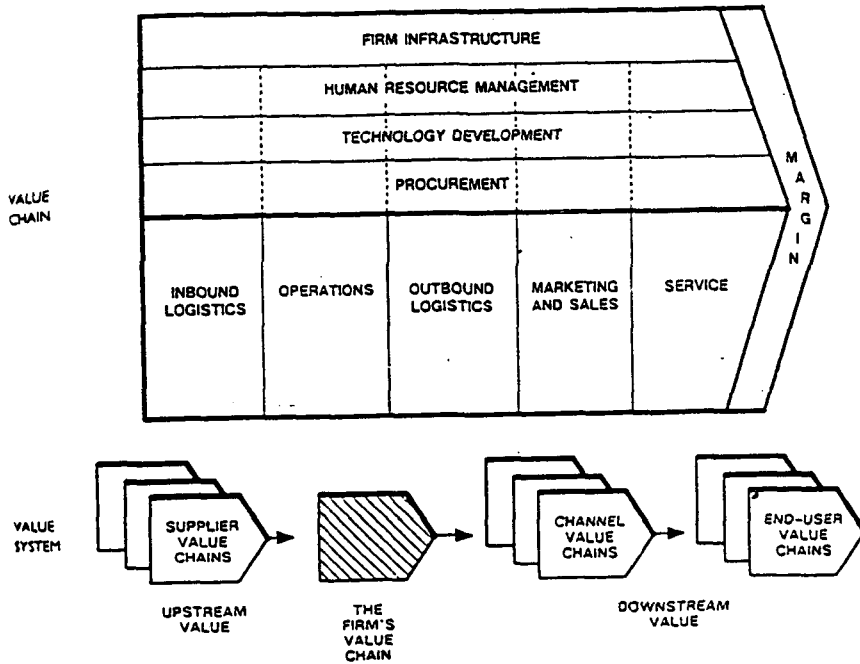 FIRM INFRASTRUCTURE
HUMAN RESOURCE MANAGEMENT
TECHNOLOGY DEVELOPMENT
PROCUREMENT
VALUE
CHAIN
MARGIN
INBOUND
LOGISTICS
OPERATIONS
OUTBOUND
LOGISTICS
MARKETING
AND SALES
SERVICE
VALUE
SYSTEM
SUPPLIER
VALUE
CHAINS
CHANNEL
VALUE
CHAINS
END-USER
VALUE
CHAINS
UPSTREAM
VALUE
THE
FIRM'S
VALUE
CHAIN
DOWNSTREAM
VALUE